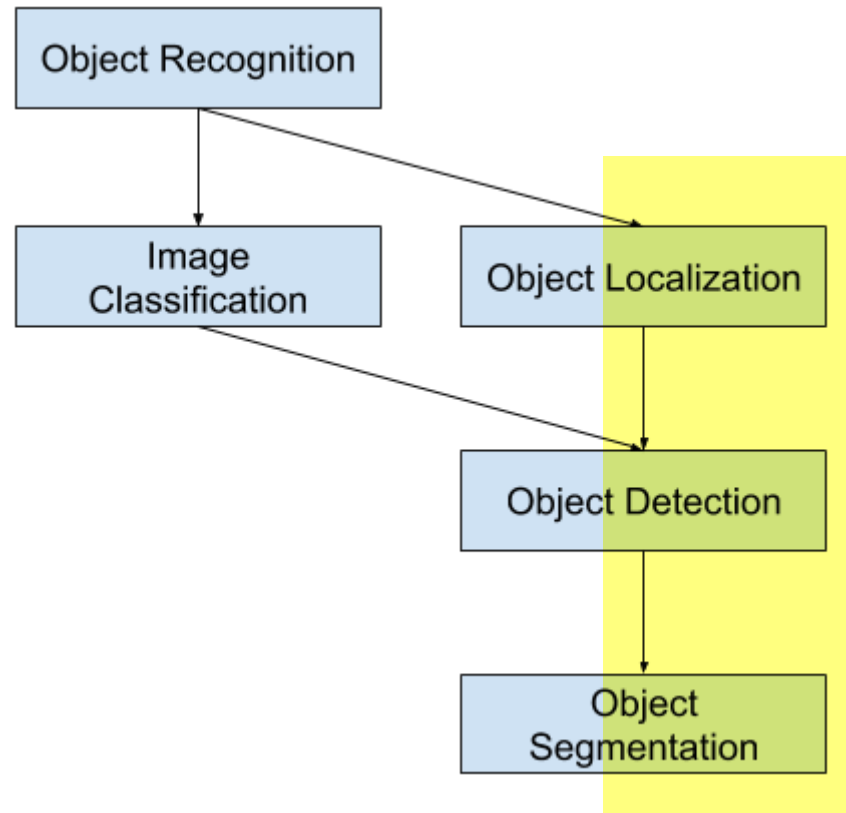 Object Recognition
Image
Classification
Object Localization
Object Detection
Object
Segmentation